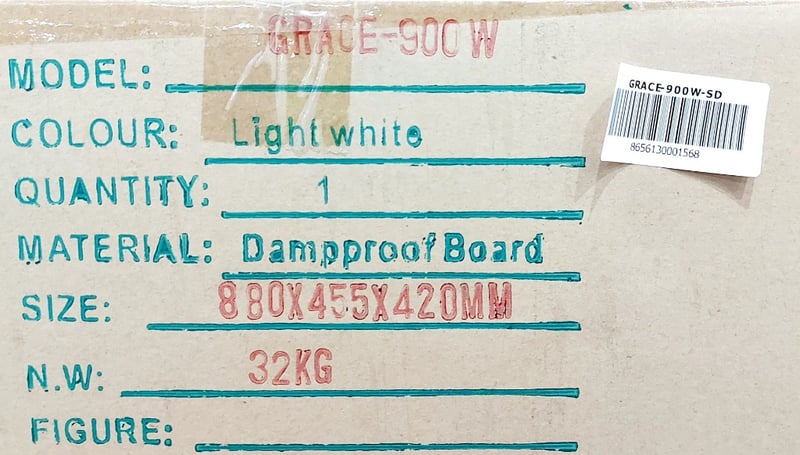 MODEL: GRACE-900W
GRACE-900W-SD
8656130001568
COLOUR: Light white
QUANTITY: 1
MATERIAL: Dampproof Board
SIZE: 880X455X420MM
N.W: 32KG
FIGURE: